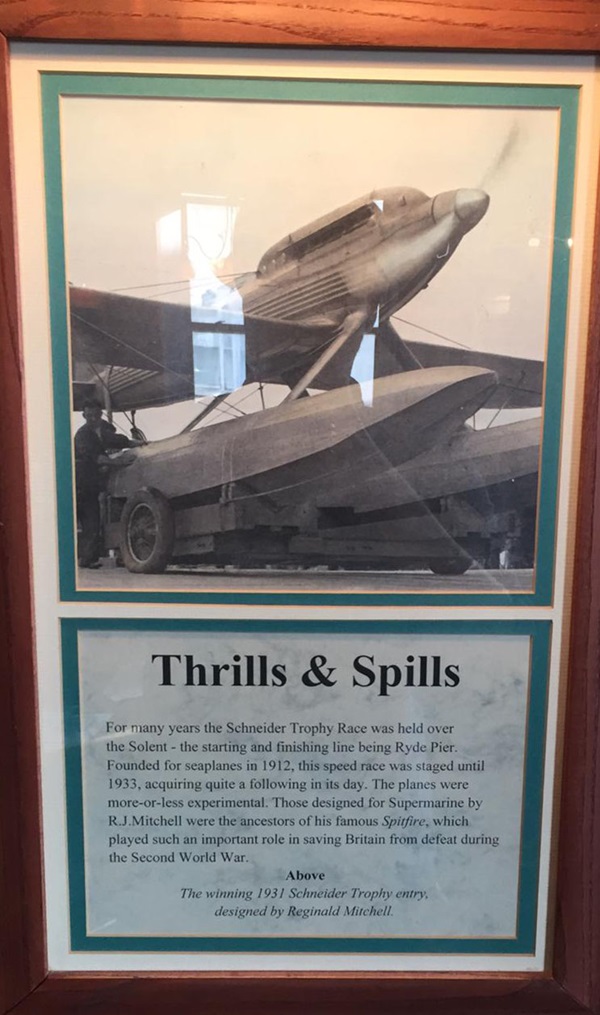 Thrills & Spills
For many years the Schneider Trophy Race was held over
the Solent - the starting and finishing line being Ryde Pier.
Founded for seaplanes in 1912, this speed race was staged until
1933, acquiring quite a following in its day. The planes were
more-or-less experimental. Those designed for Supermarine by
R.J.Mitchell were the ancestors of his famous Spitfire, which
played such an important role in saving Britain from defeat during
the Second World War.
Above
The winning 1931 Schneider Trophy entry,
designed by Reginald Mitchell.